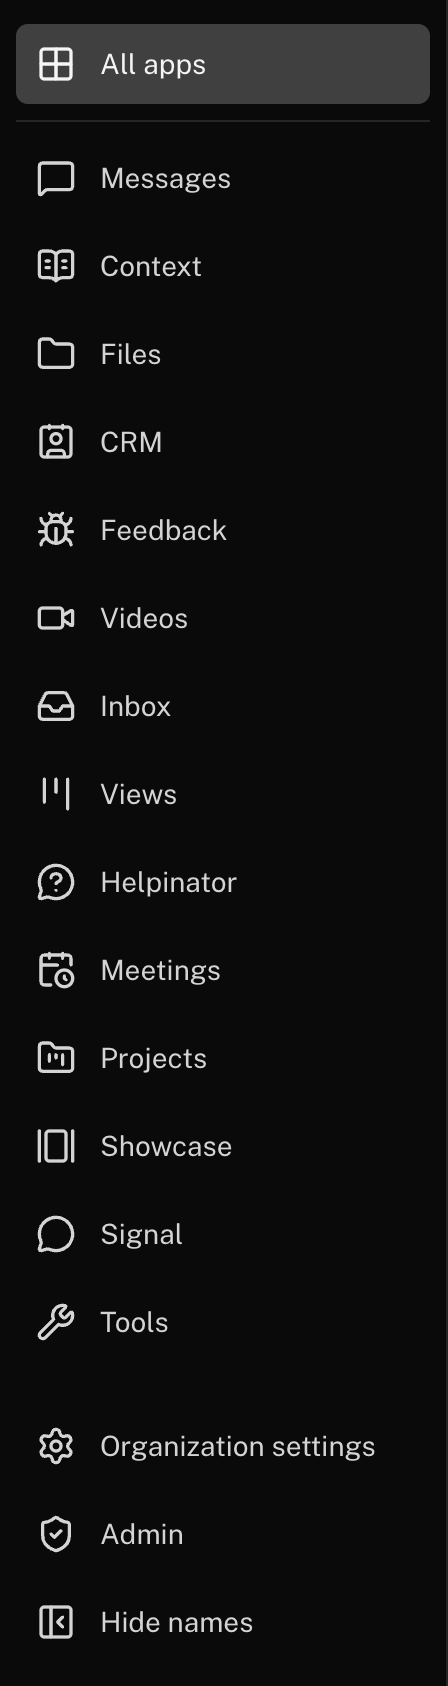 All apps
Messages
Context
Files
CRM
Feedback
Videos
Inbox
Views
Helpinator
Meetings
Projects
Showcase
Signal
Tools
Organization settings
Admin
Hide names